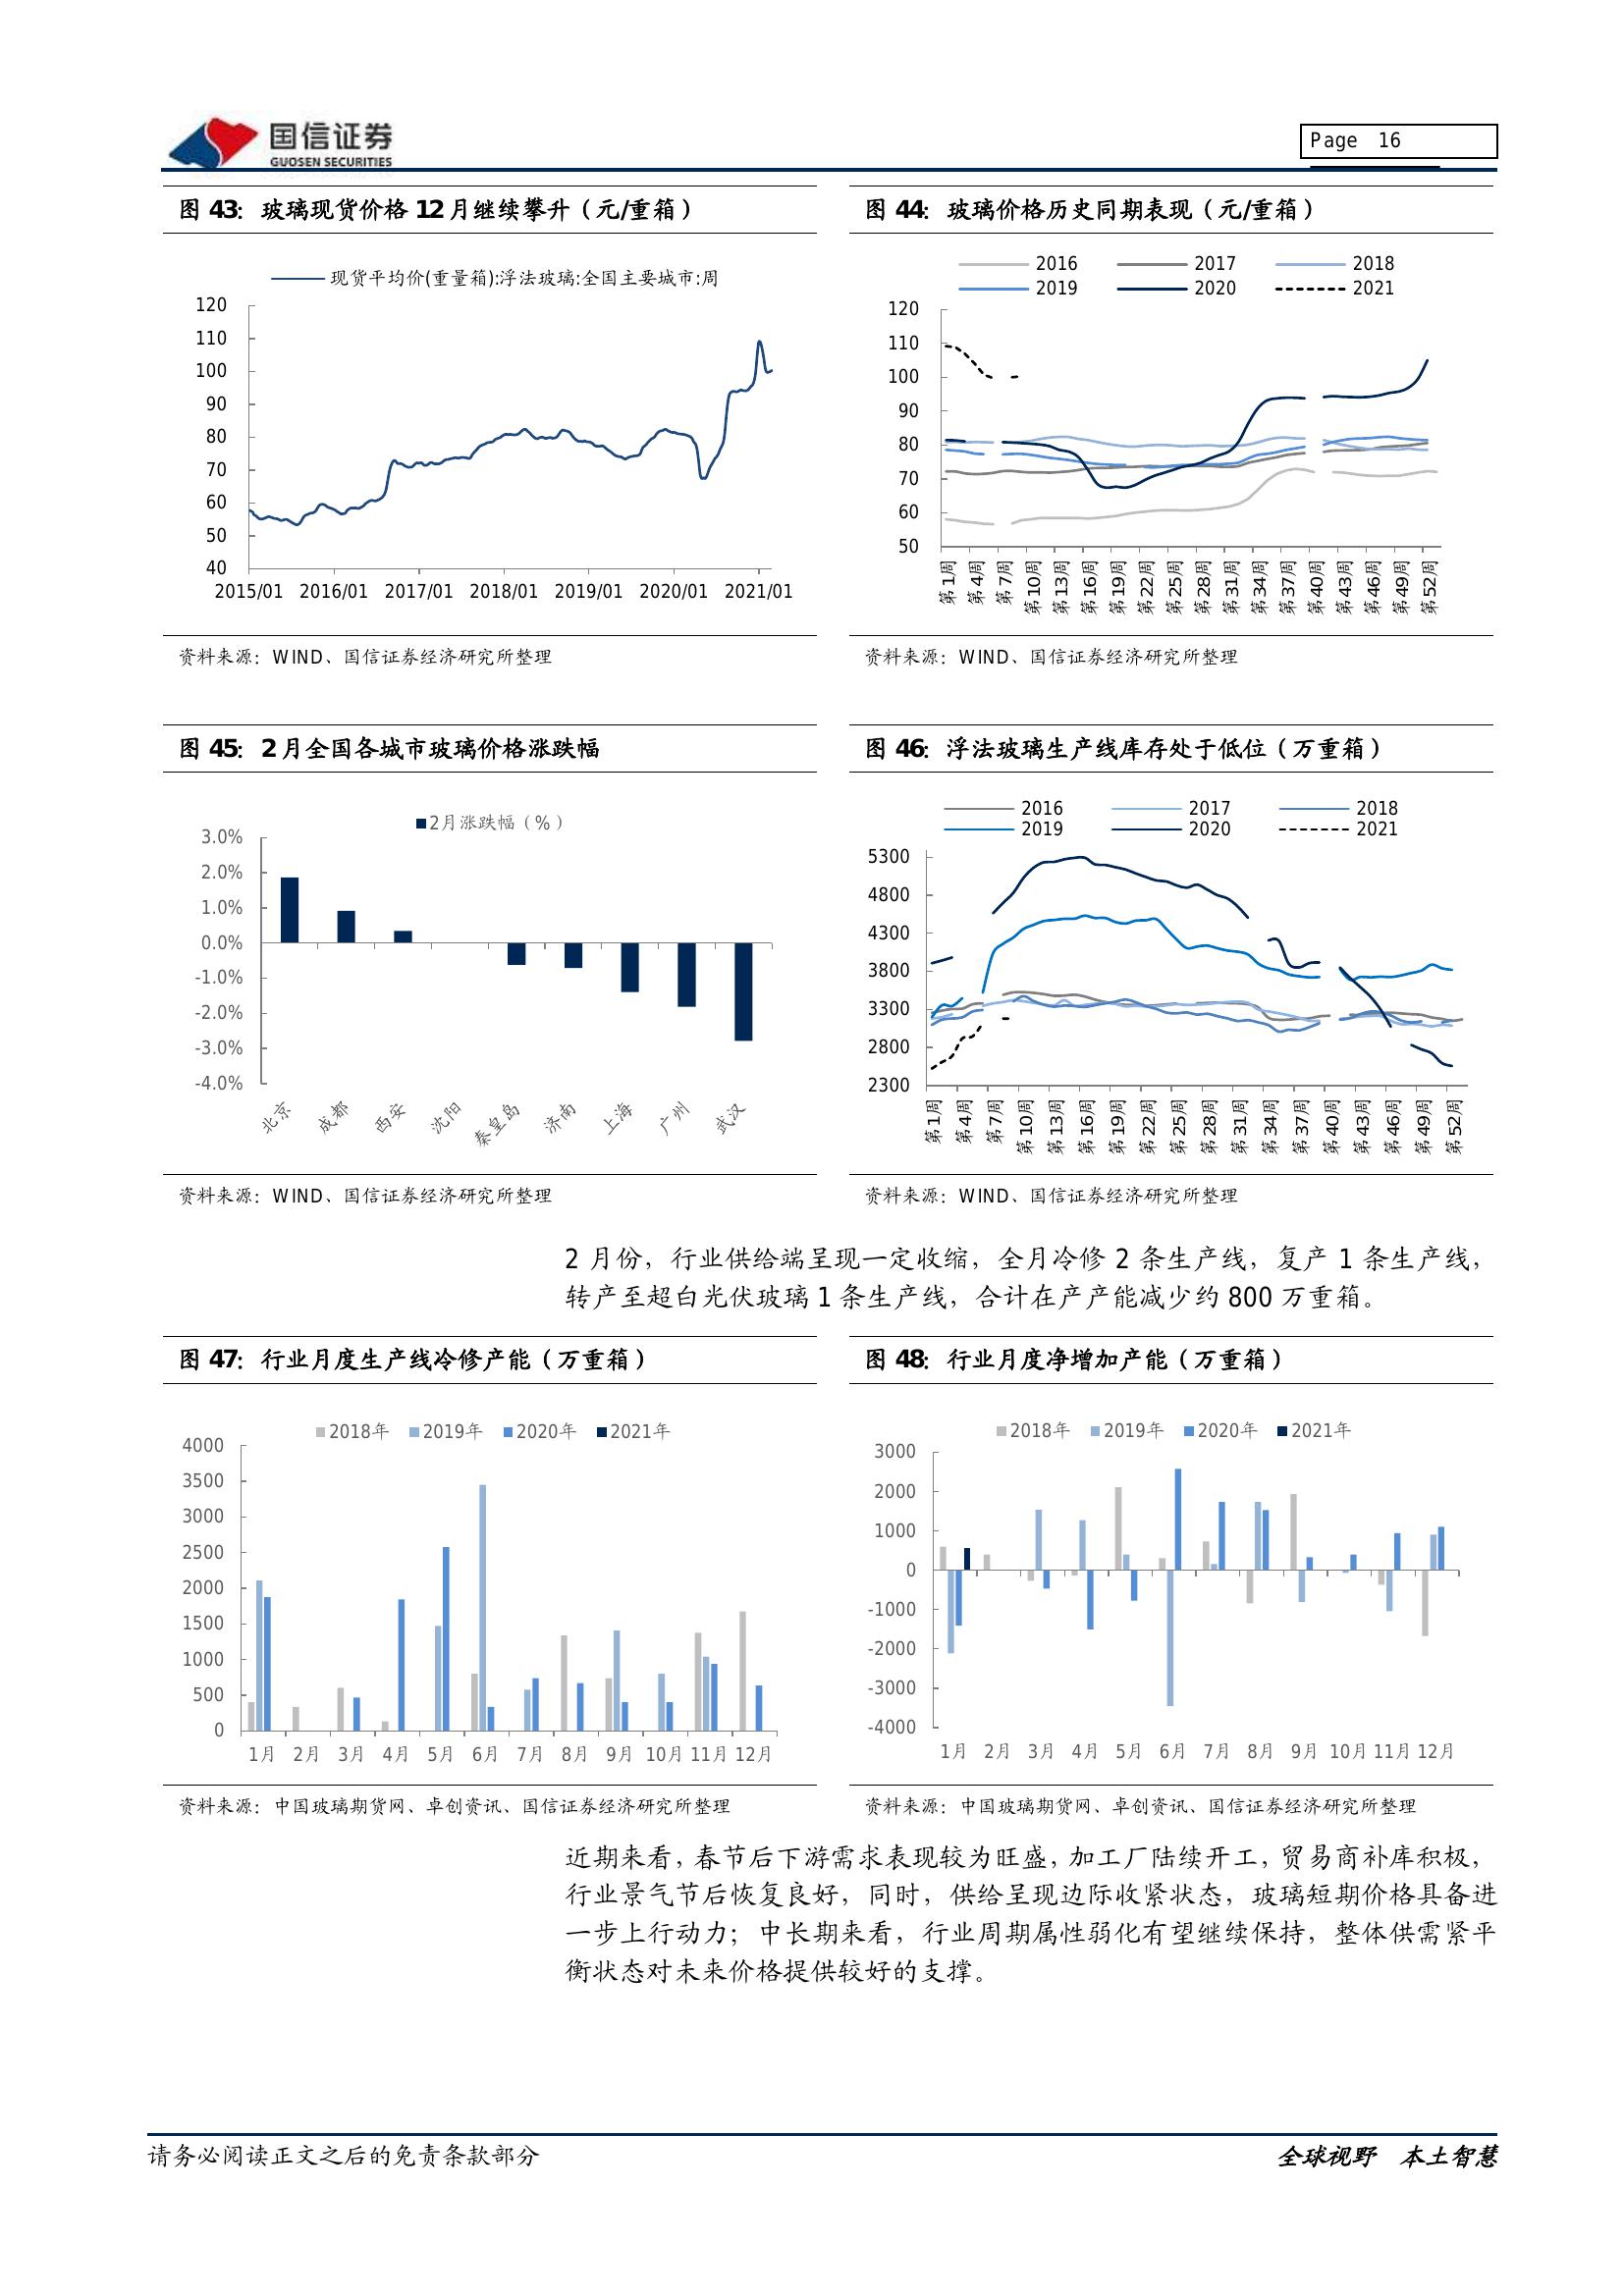 国信证券
GUOSEN SECURITIES
Page 16
图 43：玻璃现货价格 12 月继续攀升（元/重箱）
现货平均价(重量箱):浮法玻璃:全国主要城市:周
120
110
100
90
80
70
60
50
40
2015/01 2016/01 2017/01 2018/01 2019/01 2020/01 2021/01
资料来源：WIND、国信证券经济研究所整理
图 44：玻璃价格历史同期表现（元/重箱）
2016 2017 2018
2019 2020 2021
120
110
100
90
80
70
60
50
第1周 第4周 第7周 第10周 第13周 第16周 第19周 第22周 第25周 第28周 第31周 第34周 第37周 第40周 第43周 第46周 第49周 第52周
资料来源：WIND、国信证券经济研究所整理
图 45：2 月全国各城市玻璃价格涨跌幅
2月涨跌幅（%）
3.0%
2.0%
1.0%
0.0%
-1.0%
-2.0%
-3.0%
-4.0%
北京 成都 西安 沈阳 秦皇岛 济南 上海 广州 武汉
资料来源：WIND、国信证券经济研究所整理
图 46：浮法玻璃生产线库存处于低位（万重箱）
2016 2017 2018
2019 2020 2021
5300
4800
4300
3800
3300
2800
2300
第1周 第4周 第7周 第10周 第13周 第16周 第19周 第22周 第25周 第28周 第31周 第34周 第37周 第40周 第43周 第46周 第49周 第52周
资料来源：WIND、国信证券经济研究所整理
2 月份，行业供给端呈现一定收缩，全月冷修 2 条生产线，复产 1 条生产线，
转产至超白光伏玻璃 1 条生产线，合计在产产能减少约 800 万重箱。
图 47：行业月度生产线冷修产能（万重箱）
2018年 2019年 2020年 2021年
4000
3500
3000
2500
2000
1500
1000
500
0
1月 2月 3月 4月 5月 6月 7月 8月 9月 10月 11月 12月
资料来源：中国玻璃期货网、卓创资讯、国信证券经济研究所整理
图 48：行业月度净增加产能（万重箱）
2018年 2019年 2020年 2021年
3000
2000
1000
0
-1000
-2000
-3000
-4000
1月 2月 3月 4月 5月 6月 7月 8月 9月 10月 11月 12月
资料来源：中国玻璃期货网、卓创资讯、国信证券经济研究所整理
近期来看，春节后下游需求表现较为旺盛，加工厂陆续开工，贸易商补库积极，
行业景气节后恢复良好，同时，供给呈现边际收紧状态，玻璃短期价格具备进
一步上行动力；中长期来看，行业周期属性弱化有望继续保持，整体供需紧平
衡状态对未来价格提供较好的支撑。
请务必阅读正文之后的免责条款部分
全球视野 本土智慧